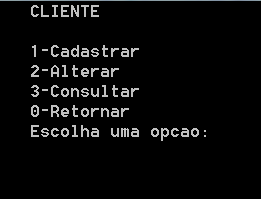 CLIENTE
1-Cadastrar
2-Alterar
3-Consultar
0-Retornar
Escolha uma opcao: